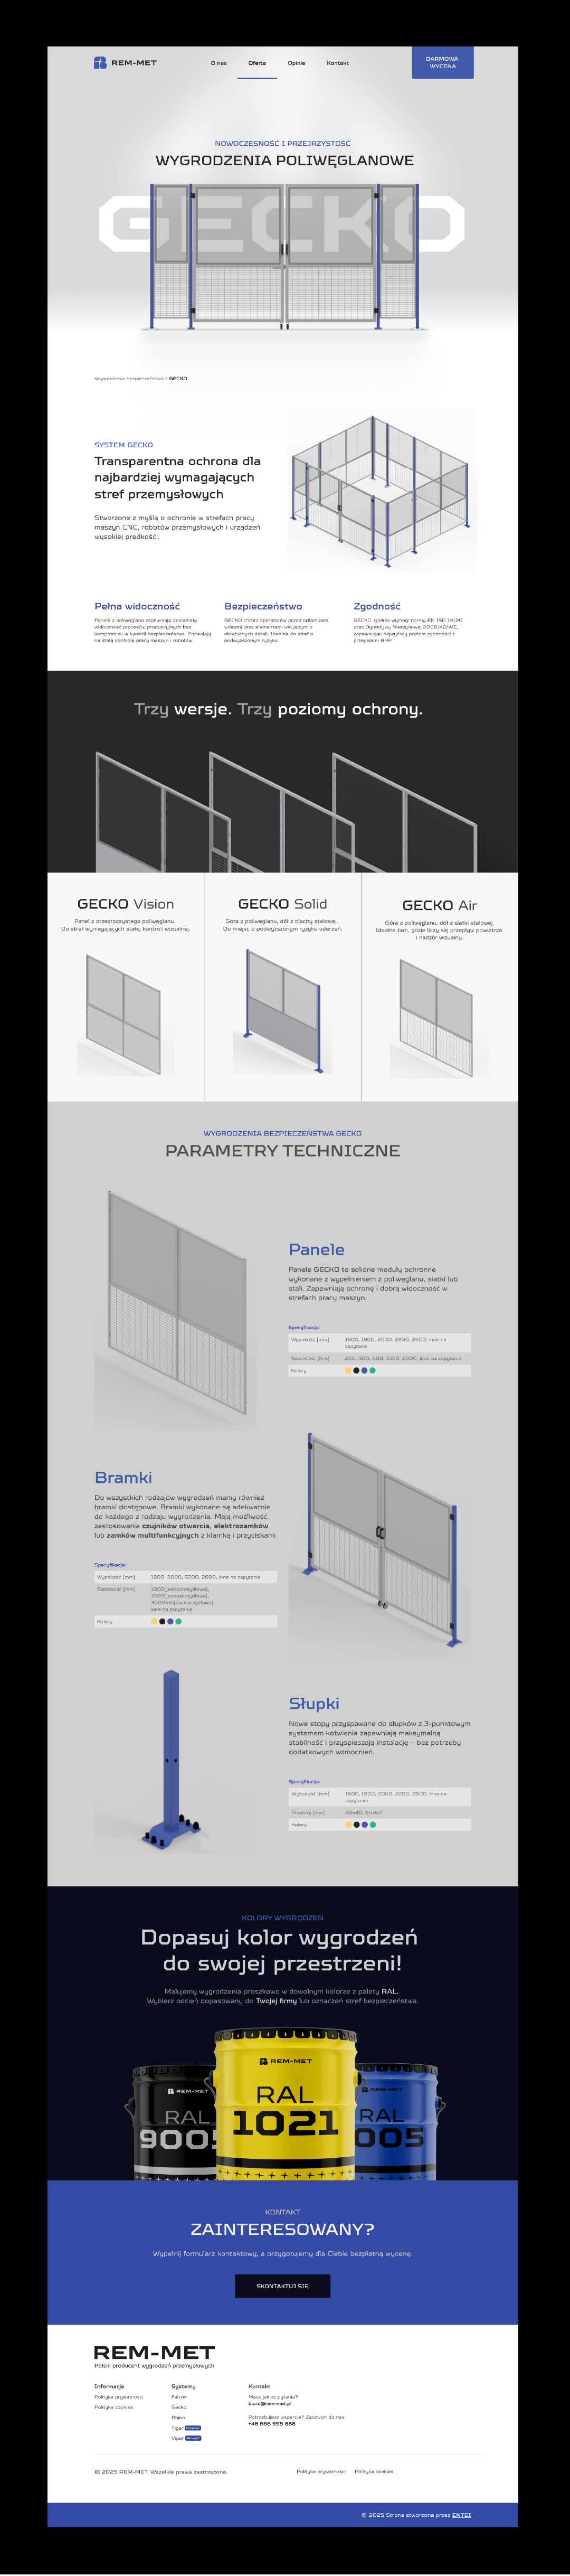 REM-MET
O nas
Oferta
Opinie
Kontakt
DARMOWA
WYCENA
NOWOCZESNOŚĆ I PRZEJRZYSTOŚĆ
WYGRODZENIA POLIWĘGLANOWE
GECKO
Wygrodzenia bezpieczeństwa > GECKO
SYSTEM GECKO
Transparentna ochrona dla
najbardziej wymagających
stref przemysłowych
Stworzone z myślą o ochronie w strefach pracy
maszyn CNC, robotów przemysłowych i urządzeń
wysokiej prędkości.
Pełna widoczność
Panele z poliwęglanu zapewniają doskonałą
widoczność procesów produkcyjnych bez
kompromisu w kwestii bezpieczeństwa. Pozwalają
na stałą kontrolę pracy maszyn i robotów.
Bezpieczeństwo
GECKO chroni operatorów przed odłamkami,
wiórami oraz elementami wirującymi z
obrabianych detali. Idealne do stref o
podwyższonym ryzyku.
Zgodność
GECKO spełnia wymogi normy EN ISO 14120
oraz Dyrektywy Maszynowej 2006/42/WE,
zapewniając najwyższy poziom zgodności z
przepisami BHP.
Trzy wersje. Trzy poziomy ochrony.
GECKO Vision
Panel z przezroczystego poliwęglanu.
Do stref wymagających stałej kontroli wizualnej.
GECKO Solid
Góra z poliwęglanu, dół z blachy stalowej.
Do miejsc o podwyższonym ryzyku uderzeń.
GECKO Air
Góra z poliwęglanu, dół z siatki stalowej.
Idealna tam, gdzie liczy się przepływ powietrza
i nadzór wizualny.
WYGRODZENIA BEZPIECZEŃSTWA GECKO
PARAMETRY TECHNICZNE
Panele
Panele GECKO to solidne moduły ochronne
wykonane z wypełnieniem z poliwęglanu, siatki lub
stali. Zapewniają ochronę i dobrą widoczność w
strefach pracy maszyn.
Specyfikacja:
Wysokość [mm] 1600, 1800, 2000, 2200, 2500, inne na
zapytanie
Szerokość [mm] 200, 300, 500, 1000, 2000, inne na zapytanie
Kolory
Bramki
Do wszystkich rodzajów wygrodzeń mamy również
bramki dostępowe. Bramki wykonane są adekwatnie
do każdego z rodzaju wygrodzenia. Mają możliwość
zastosowania czujników otwarcia, elektrozamków
lub zamków multifunkcyjnych z klamką i przyciskami
Specyfikacja:
Wysokość [mm] 1800, 2000, 2200, 2600, inne na zapytanie
Szerokość [mm] 1000(jednoskrzydłowa),
1500(jednoskrzydłowa),
3000mm(dwuskrzydłowa)
inne na zapytanie
Kolory
Słupki
Nowe stopy przyspawane do słupków z 3-punktowym
systemem kotwienia zapewniają maksymalną
stabilność i przyspieszają instalację – bez potrzeby
dodatkowych wzmocnień.
Specyfikacja:
Wysokość [mm] 1600, 1800, 2000, 2200, 2500, inne na
zapytanie
Przekrój [mm] 40x40, 60x60
Kolory
KOLORY WYGRODZEŃ
Dopasuj kolor wygrodzeń
do swojej przestrzeni!
Malujemy wygrodzenia proszkowo w dowolnym kolorze z palety RAL.
Wybierz odcień dopasowany do Twojej firmy lub oznaczeń stref bezpieczeństwa.
REM-MET
RAL
9005
REM-MET
RAL
1021
REM-MET
RAL
005
KONTAKT
ZAINTERESOWANY?
Wypełnij formularz kontaktowy, a przygotujemy dla Ciebie bezpłatną wycenę.
SKONTAKTUJ SIĘ
REM-MET
Polski producent wygrodzeń przemysłowych
Informacje
Polityka prywatności
Polityka cookies
Systemy
Falcon
Gecko
Rhino
Tiger
Viper
Kontakt
Masz jakieś pytania?
biuro@rem-met.pl
Potrzebujesz wsparcia? Zadzwoń do nas.
+48 666 999 888
© 2025 REM-MET. Wszelkie prawa zastrzeżone.
Polityka prywatności
Polityka cookies
© 2025 Strona stworzona przez ENTEI